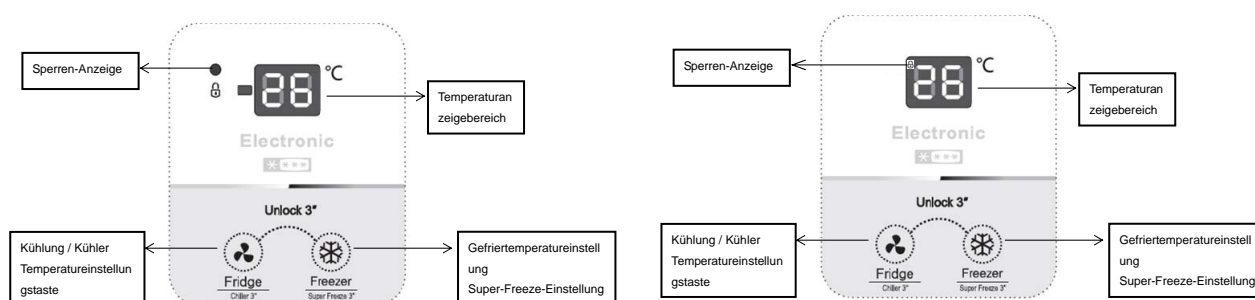 Sperren-Anzeige
26 °C
Temperaturan
zeigebereich
Electronic
Unlock 3"
Kühlung / Kühler
Temperatureinstellun
gstaste
Fridge
Chiller 3"
Freezer
Super Freeze 3"
Gefriertemperatureinstell
ung
Super-Freeze-Einstellung
Sperren-Anzeige
26 °C
Temperaturan
zeigebereich
Electronic
Unlock 3"
Kühlung / Kühler
Temperatureinstellun
gstaste
Fridge
Chiller 3"
Freezer
Super Freeze 3"
Gefriertemperatureinstell
ung
Super-Freeze-Einstellung